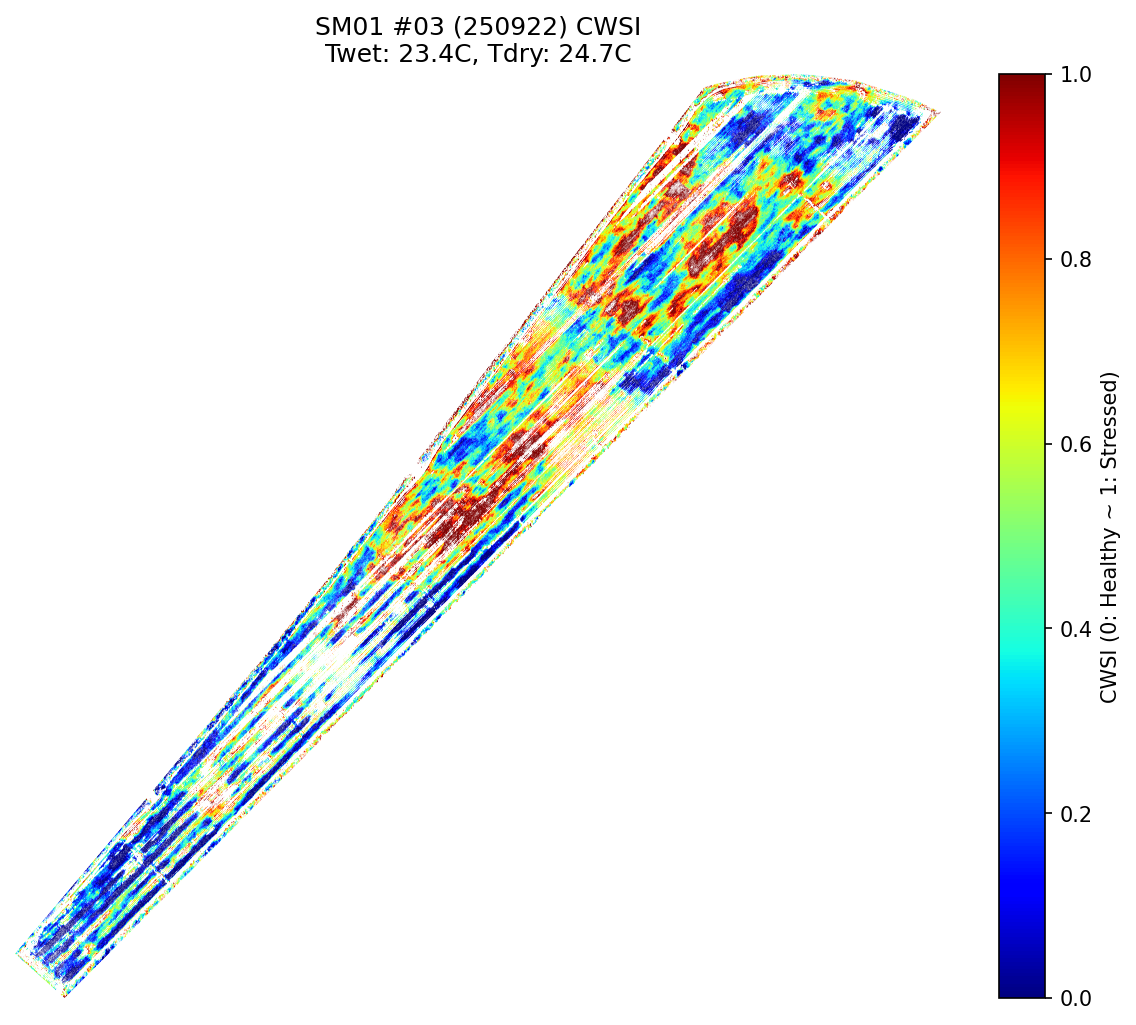 SM01 #03 (250922) CWSI
Twet: 23.4C, Tdry: 24.7C
1.0
0.8
0.6
0.4
0.2
0.0
CWSI (0: Healthy ~ 1: Stressed)